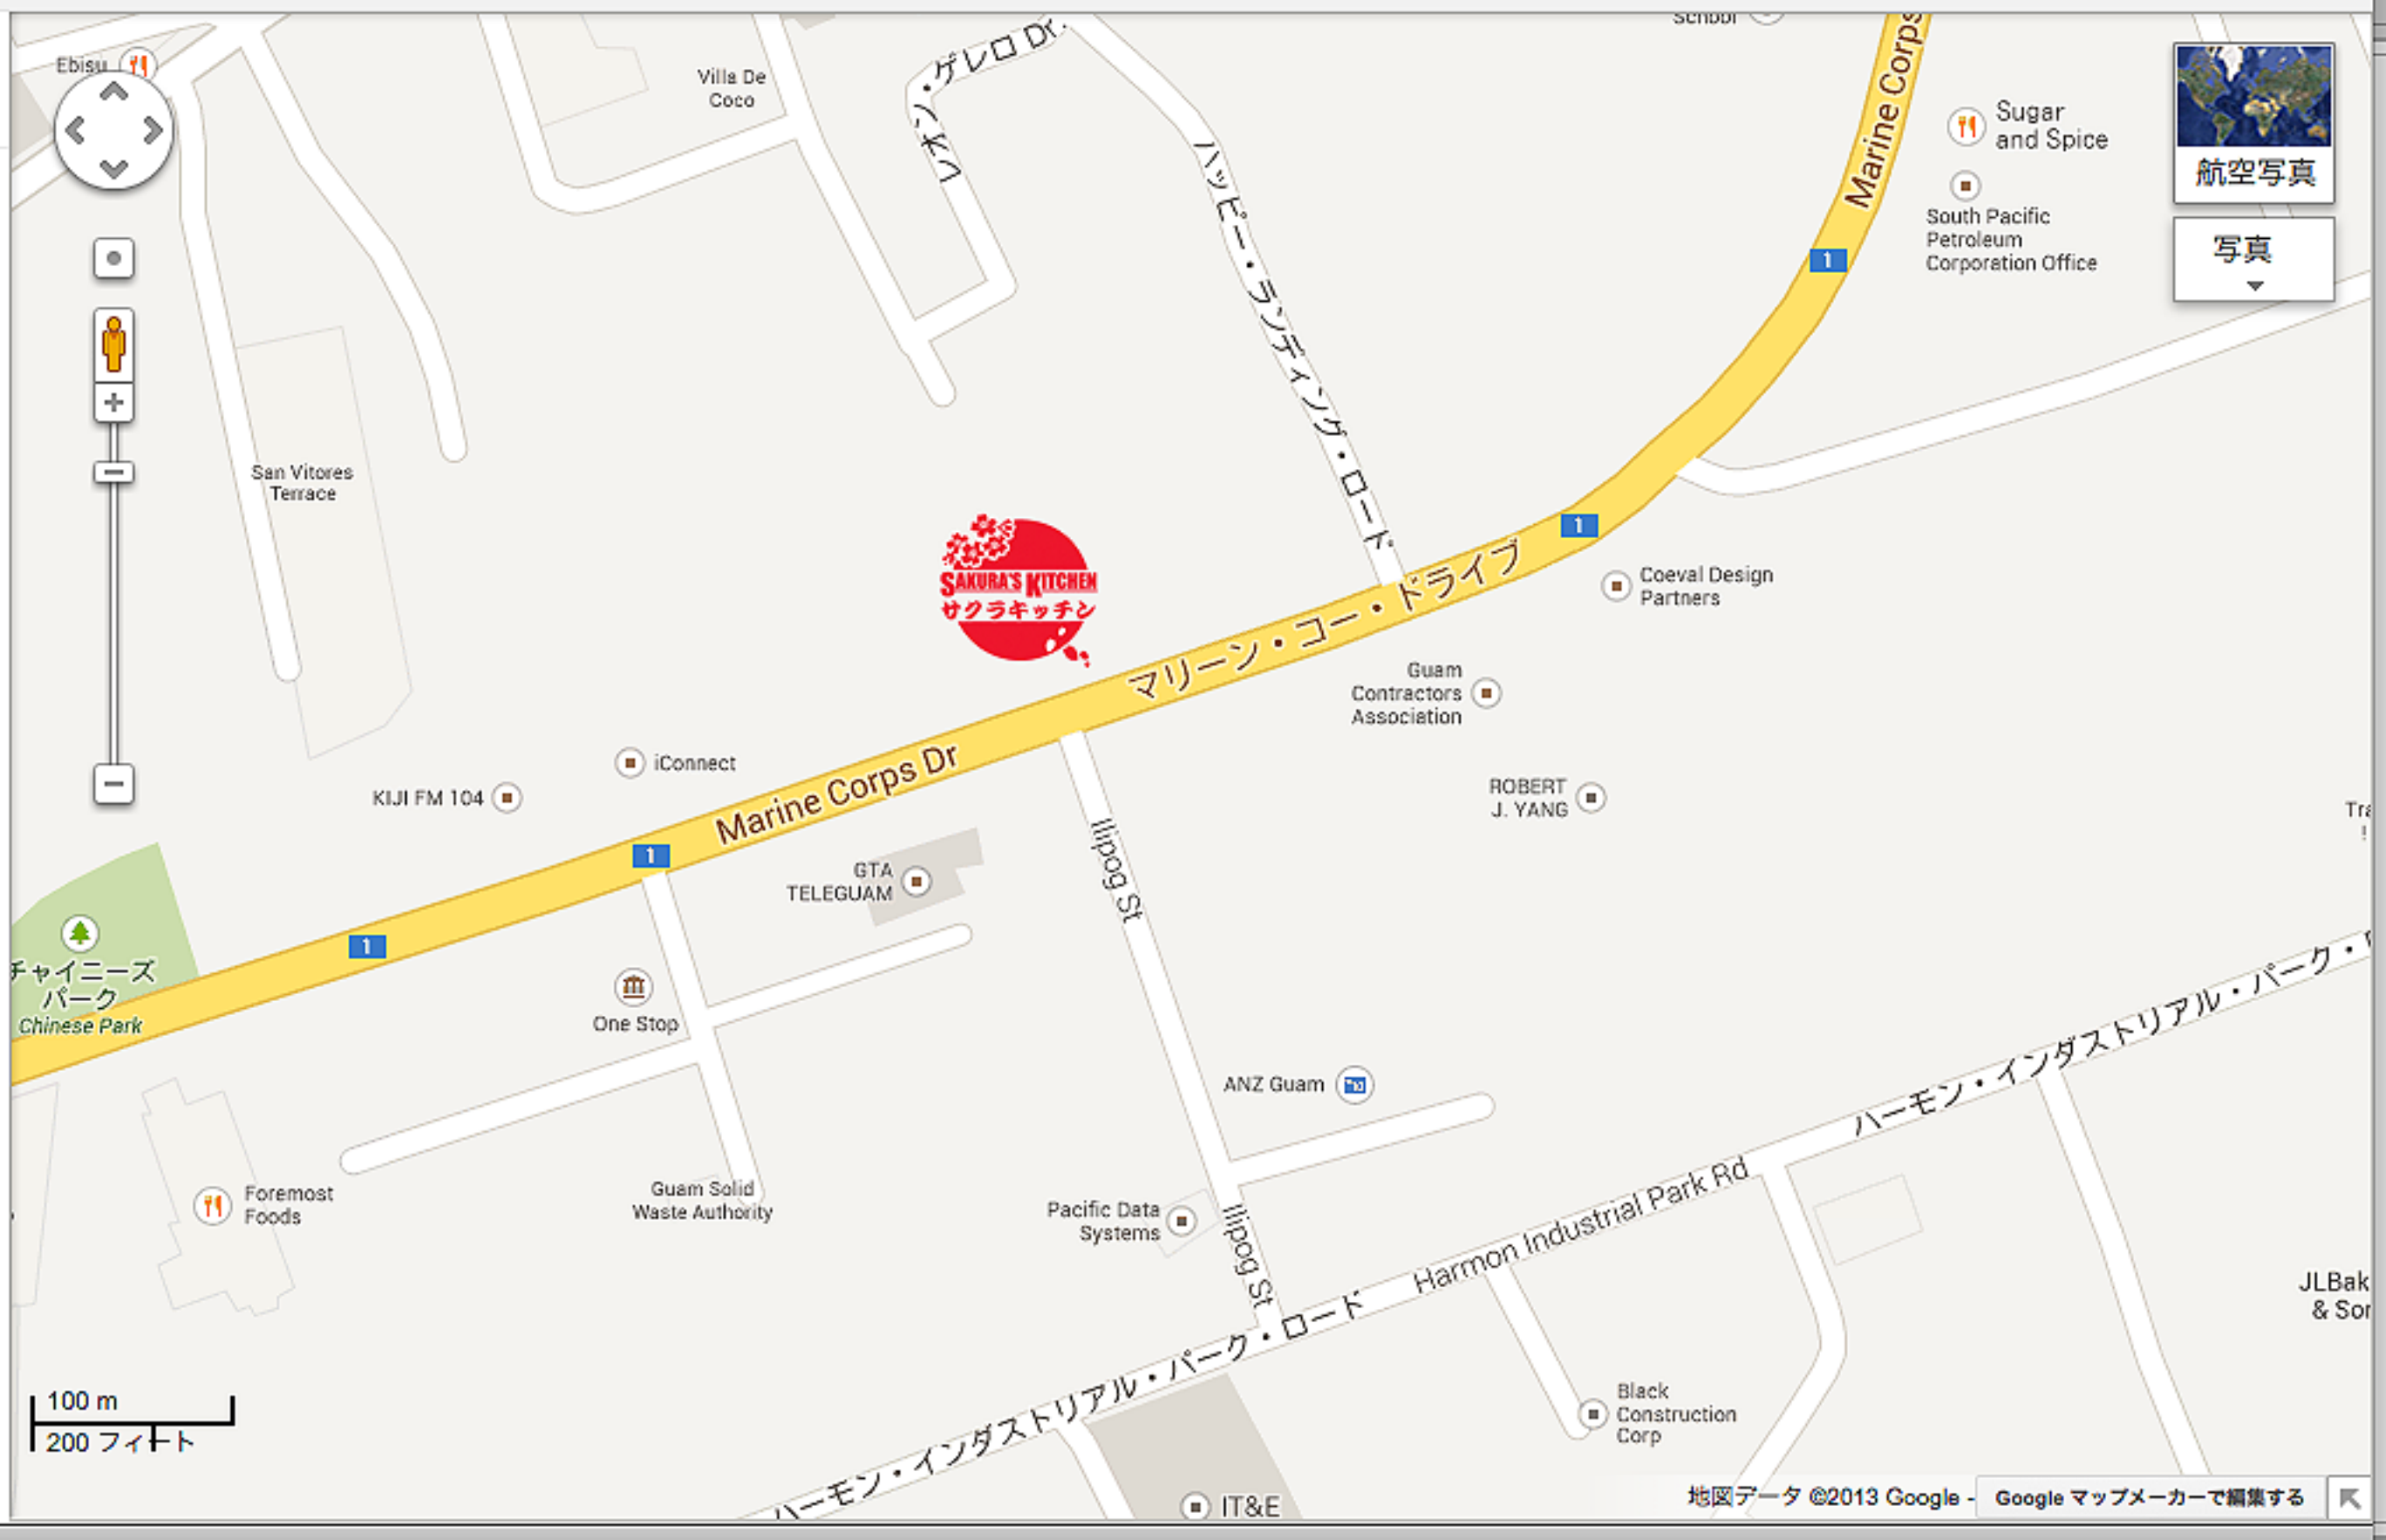 School
Ebisu
Villa De
Coco
ゲレロ Dr.
Marine Corps
Sugar
and Spice
South Pacific
Petroleum
Corporation Office
航空写真
写真
1
ハッピー・ランディング・ロード
San Vitores
Terrace
1
SAKURA'S KITCHEN
サクラキッチン
マリーン・コー・ドライブ
Coeval Design
Partners
Guam
Contractors
Association
iConnect
KIJI FM 104
Marine Corps Dr
ROBERT
J. YANG
1
GTA
TELEGUAM
Ilipog St
1
チャイニーズ
パーク
Chinese Park
One Stop
ハーモン・インダストリアル・パーク・
ANZ Guam
Foremost
Foods
Guam Solid
Waste Authority
Pacific Data
Systems
Ilipog St
Harmon Industrial Park Rd
JLBak
& Son
ハーモン・インダストリアル・パーク・ロード
100 m
200 フィート
Black
Construction
Corp
IT&E
地図データ ©2013 Google -
Google マップメーカーで編集する